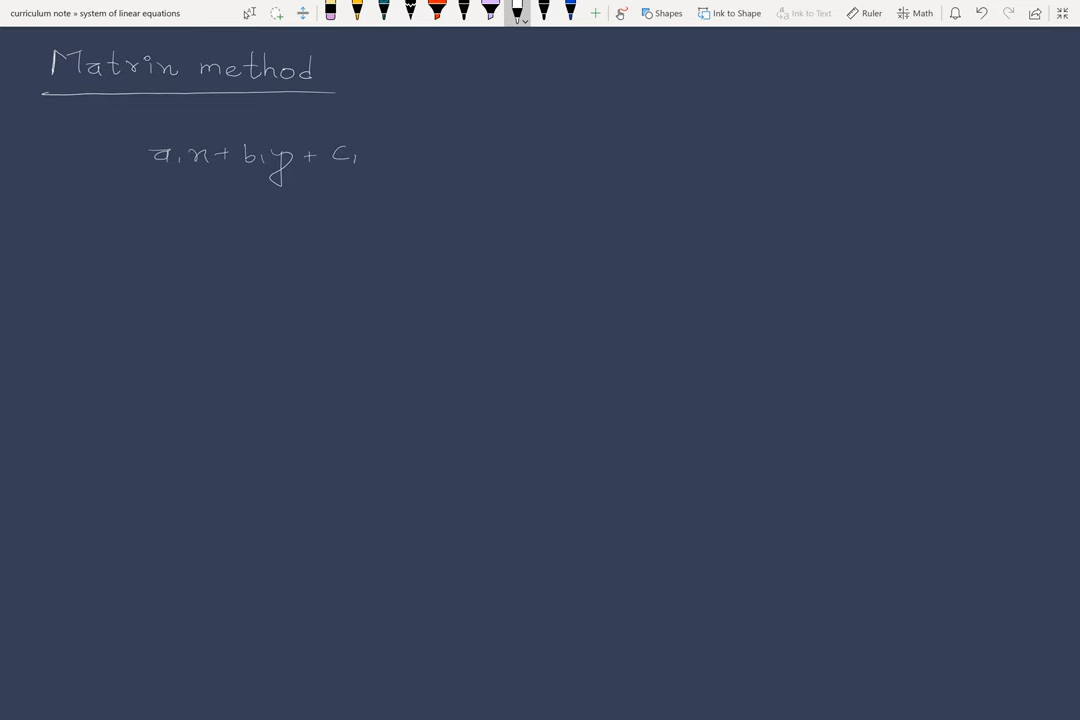 curriculum note » system of linear equations Shapes Ink to Shape Ink to Text Ruler Math
Matrix method
a₁x + b₁y + c₁